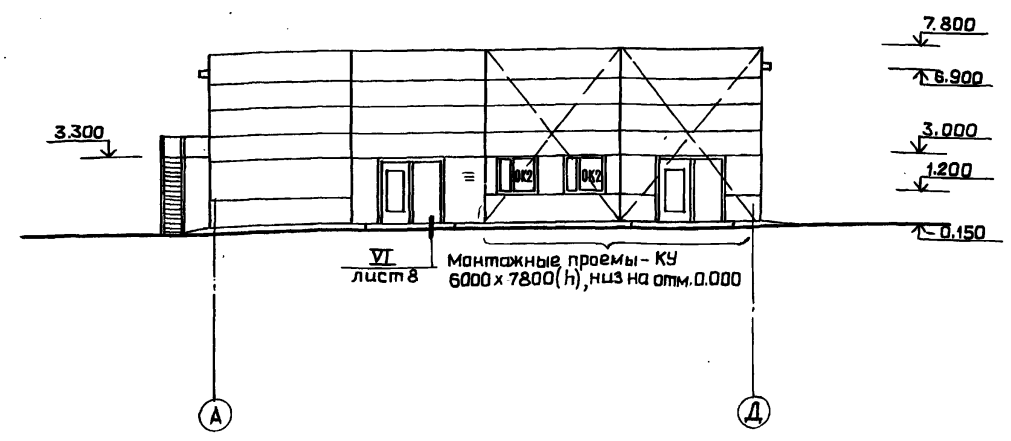 7.800
6.900
3.300
3.000
1.200
ОК2 ОК2
-0.150
VI
лист 8
Монтажные проемы - КУ
6000 x 7800(h), низ на отм. 0.000
А
Д